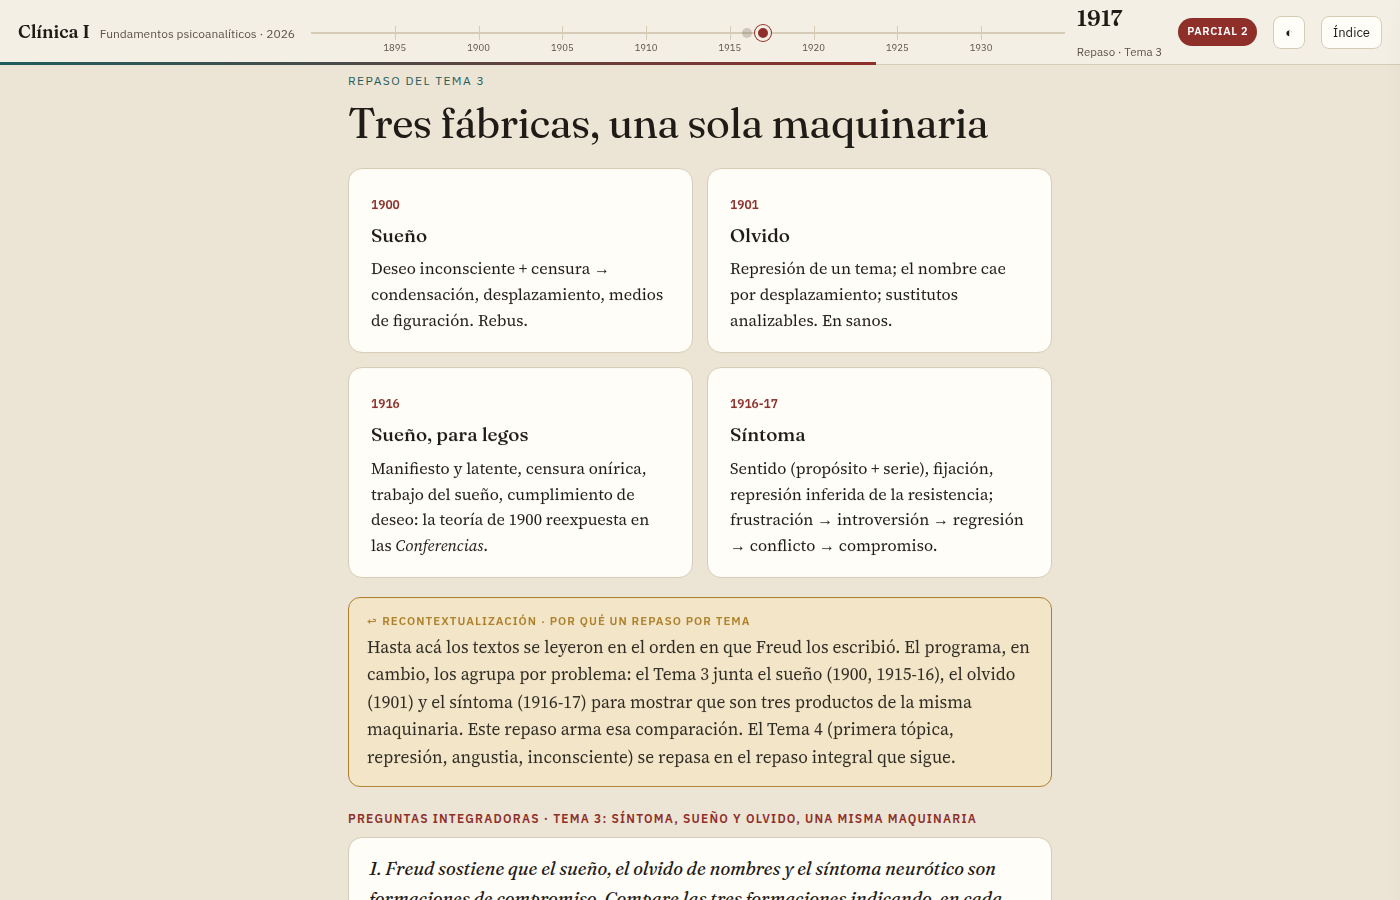 Clínica I Fundamentos psicoanalíticos · 2026
1895 1900 1905 1910 1915 1920 1925 1930
1917
Repaso · Tema 3
PARCIAL 2
Índice
REPASO DEL TEMA 3
Tres fábricas, una sola maquinaria
1900
Sueño
Deseo inconsciente + censura →
condensación, desplazamiento, medios
de figuración. Rebus.
1901
Olvido
Represión de un tema; el nombre cae
por desplazamiento; sustitutos
analizables. En sanos.
1916
Sueño, para legos
Manifiesto y latente, censura onírica,
trabajo del sueño, cumplimiento de
deseo: la teoría de 1900 reexpuesta en
las Conferencias.
1916-17
Síntoma
Sentido (propósito + serie), fijación,
represión inferida de la resistencia;
frustración → introversión → regresión
→ conflicto → compromiso.
↩ RECONTEXTUALIZACIÓN · POR QUÉ UN REPASO POR TEMA
Hasta acá los textos se leyeron en el orden en que Freud los escribió. El programa, en
cambio, los agrupa por problema: el Tema 3 junta el sueño (1900, 1915-16), el olvido
(1901) y el síntoma (1916-17) para mostrar que son tres productos de la misma
maquinaria. Este repaso arma esa comparación. El Tema 4 (primera tópica,
represión, angustia, inconsciente) se repasa en el repaso integral que sigue.
PREGUNTAS INTEGRADORAS · TEMA 3: SÍNTOMA, SUEÑO Y OLVIDO, UNA MISMA MAQUINARIA
1. Freud sostiene que el sueño, el olvido de nombres y el síntoma neurótico son
formaciones de compromiso. Compare las tres formaciones indicando, en cada